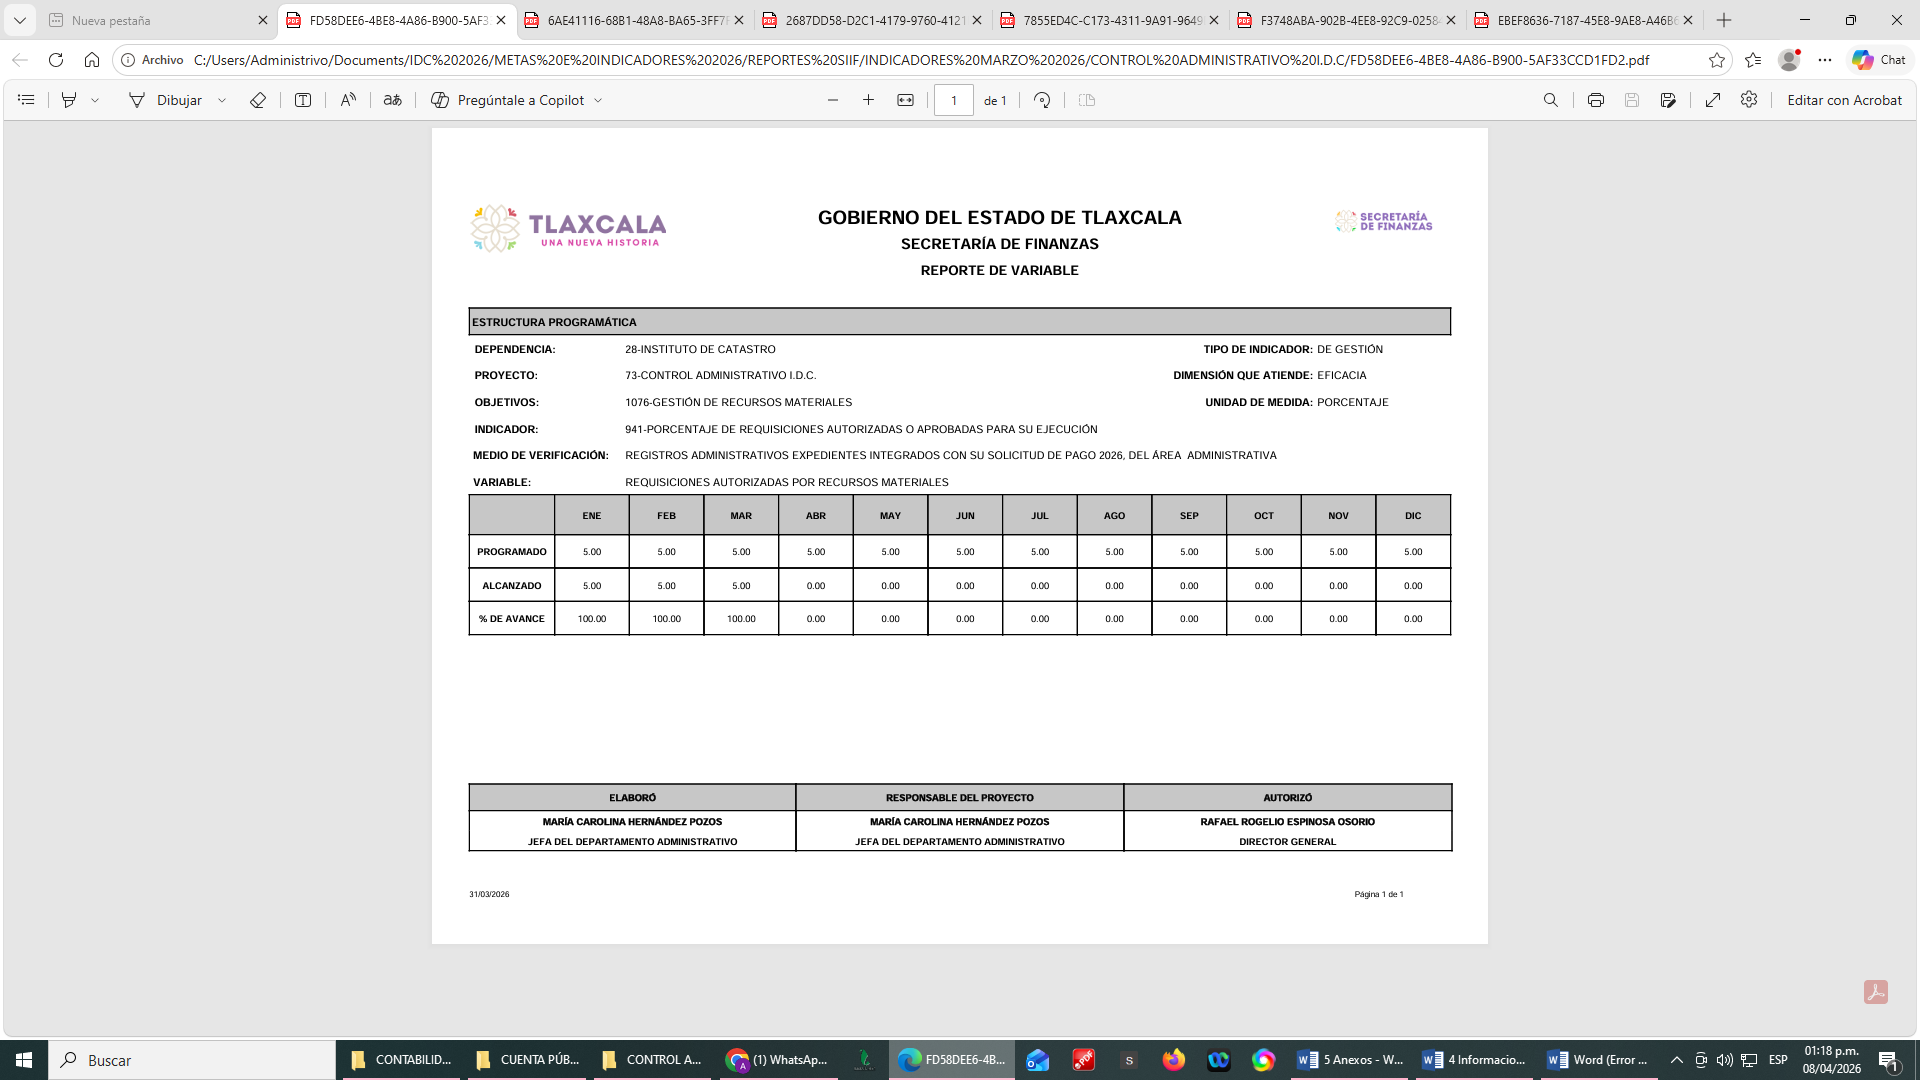 Nueva pestaña
FD58DEE6-4BE8-4A86-B900-5AF3
6AE41116-68B1-48A8-BA65-3FF7
2687DD58-D2C1-4179-9760-4121
7855ED4C-C173-4311-9A91-9649
F3748ABA-902B-4EE8-92C9-0258
EBEF8636-7187-45E8-9AE8-A46B
Archivo C:/Users/Administrivo/Documents/IDC%202026/METAS%20E%20INDICADORES%202026/REPORTES%20SIIF/INDICADORES%20MARZO%202026/CONTROL%20ADMINISTRATIVO%20I.D.C/FD58DEE6-4BE8-4A86-B900-5AF33CCD1FD2.pdf
Chat
Dibujar
Pregúntale a Copilot
1 de 1
Editar con Acrobat
TLAXCALA
UNA NUEVA HISTORIA
GOBIERNO DEL ESTADO DE TLAXCALA
SECRETARÍA DE FINANZAS
REPORTE DE VARIABLE
SECRETARÍA
DE FINANZAS
ESTRUCTURA PROGRAMÁTICA
DEPENDENCIA: 28-INSTITUTO DE CATASTRO TIPO DE INDICADOR: DE GESTIÓN
PROYECTO: 73-CONTROL ADMINISTRATIVO I.D.C. DIMENSIÓN QUE ATIENDE: EFICACIA
OBJETIVOS: 1076-GESTIÓN DE RECURSOS MATERIALES UNIDAD DE MEDIDA: PORCENTAJE
INDICADOR: 941-PORCENTAJE DE REQUISICIONES AUTORIZADAS O APROBADAS PARA SU EJECUCIÓN
MEDIO DE VERIFICACIÓN: REGISTROS ADMINISTRATIVOS EXPEDIENTES INTEGRADOS CON SU SOLICITUD DE PAGO 2026, DEL ÁREA ADMINISTRATIVA
VARIABLE: REQUISICIONES AUTORIZADAS POR RECURSOS MATERIALES
ENE FEB MAR ABR MAY JUN JUL AGO SEP OCT NOV DIC
PROGRAMADO 5.00 5.00 5.00 5.00 5.00 5.00 5.00 5.00 5.00 5.00 5.00 5.00
ALCANZADO 5.00 5.00 5.00 0.00 0.00 0.00 0.00 0.00 0.00 0.00 0.00 0.00
% DE AVANCE 100.00 100.00 100.00 0.00 0.00 0.00 0.00 0.00 0.00 0.00 0.00 0.00
ELABORÓ RESPONSABLE DEL PROYECTO AUTORIZÓ
MARÍA CAROLINA HERNÁNDEZ POZOS MARÍA CAROLINA HERNÁNDEZ POZOS RAFAEL ROGELIO ESPINOSA OSORIO
JEFA DEL DEPARTAMENTO ADMINISTRATIVO JEFA DEL DEPARTAMENTO ADMINISTRATIVO DIRECTOR GENERAL
31/03/2026 Página 1 de 1
Buscar
CONTABILID...
CUENTA PÚB...
CONTROL A...
(1) WhatsAp...
FD58DEE6-4B...
5 Anexos - W...
4 Informacio...
Word (Error ...
ESP
01:18 p.m.
08/04/2026
1